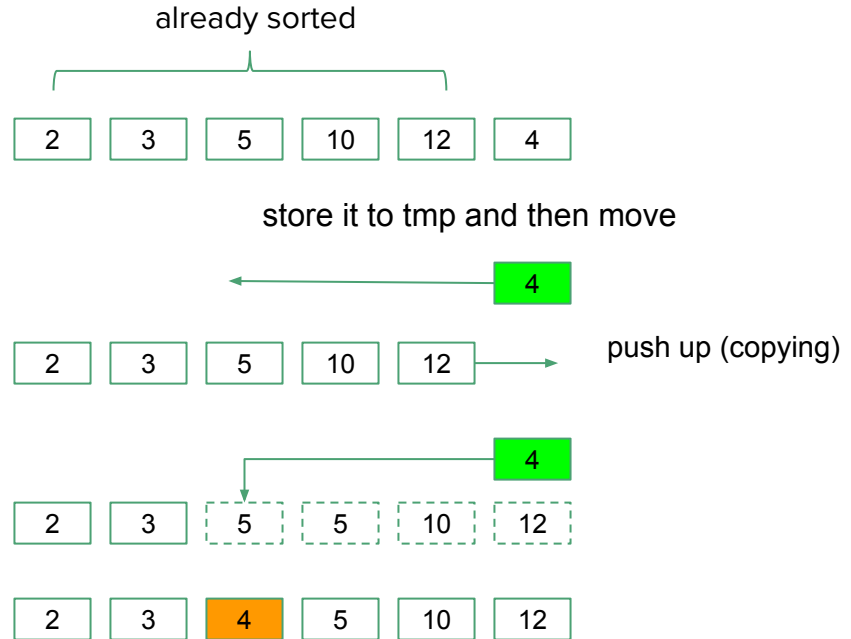 already sorted
2 3 5 10 12 4
store it to tmp and then move
4
2 3 5 10 12
push up (copying)
4
2 3 5 5 10 12
2 3 4 5 10 12